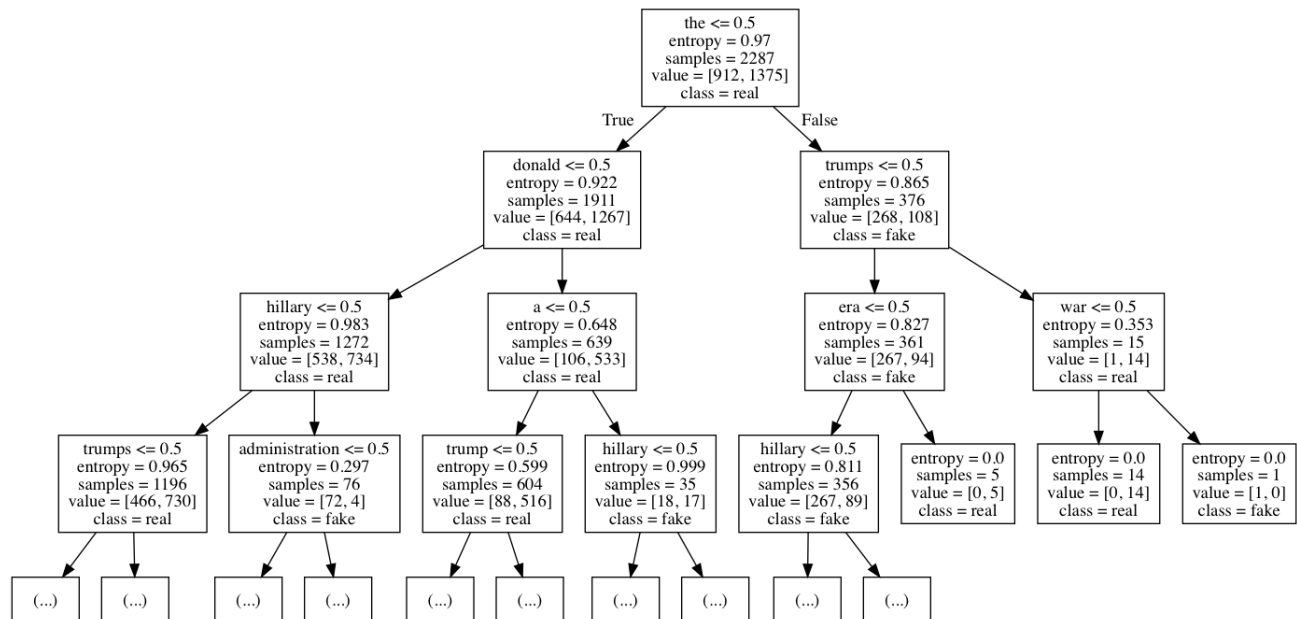 the <= 0.5
entropy = 0.97
samples = 2287
value = [912, 1375]
class = real
True
False
donald <= 0.5
entropy = 0.922
samples = 1911
value = [644, 1267]
class = real
trumps <= 0.5
entropy = 0.865
samples = 376
value = [268, 108]
class = fake
hillary <= 0.5
entropy = 0.983
samples = 1272
value = [538, 734]
class = real
a <= 0.5
entropy = 0.648
samples = 639
value = [106, 533]
class = real
era <= 0.5
entropy = 0.827
samples = 361
value = [267, 94]
class = fake
war <= 0.5
entropy = 0.353
samples = 15
value = [1, 14]
class = real
trumps <= 0.5
entropy = 0.965
samples = 1196
value = [466, 730]
class = real
administration <= 0.5
entropy = 0.297
samples = 76
value = [72, 4]
class = fake
trump <= 0.5
entropy = 0.599
samples = 604
value = [88, 516]
class = real
hillary <= 0.5
entropy = 0.999
samples = 35
value = [18, 17]
class = fake
hillary <= 0.5
entropy = 0.811
samples = 356
value = [267, 89]
class = fake
entropy = 0.0
samples = 5
value = [0, 5]
class = real
entropy = 0.0
samples = 14
value = [0, 14]
class = real
entropy = 0.0
samples = 1
value = [1, 0]
class = fake
(...)
(...)
(...)
(...)
(...)
(...)
(...)
(...)
(...)
(...)